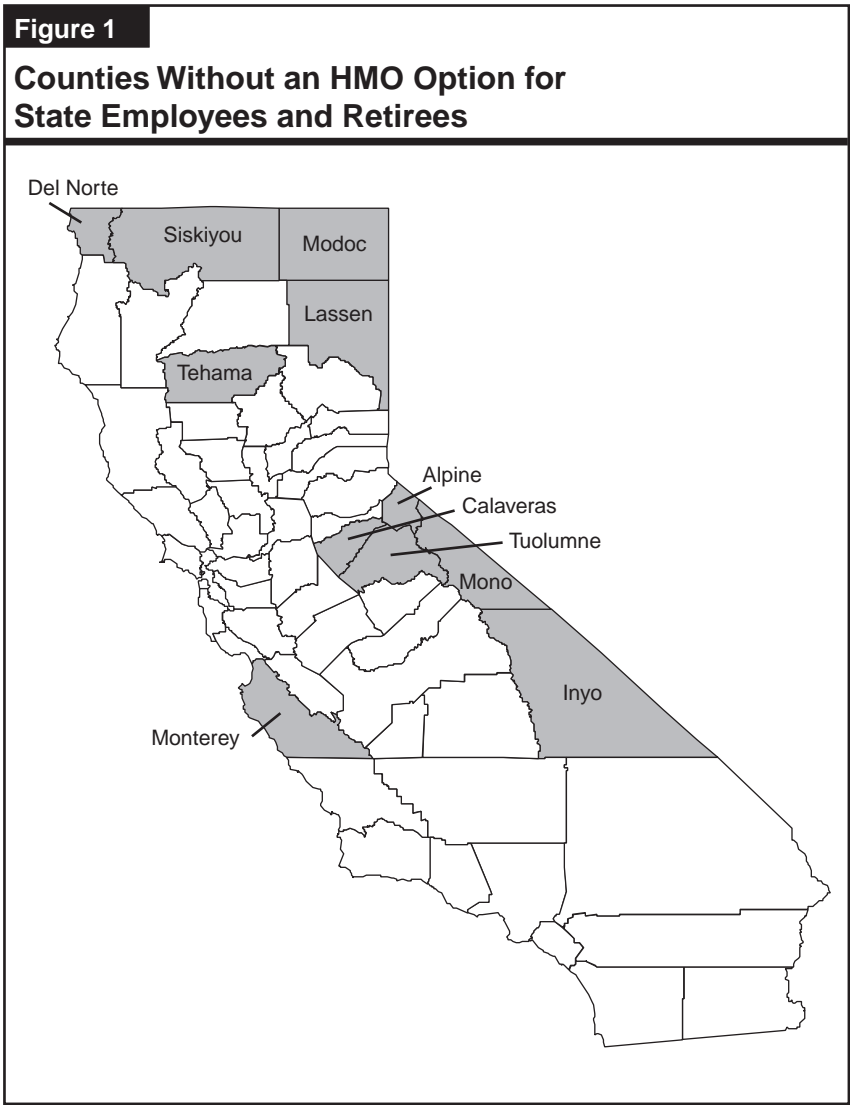 Figure 1
Counties Without an HMO Option for
State Employees and Retirees
Del Norte
Siskiyou
Modoc
Lassen
Tehama
Alpine
Calaveras
Tuolumne
Mono
Inyo
Monterey